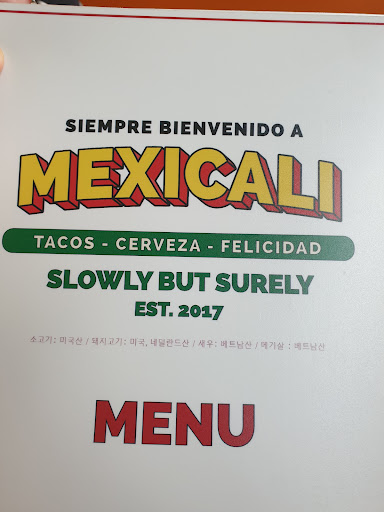 SIEMPRE BIENVENIDO A
MEXICALI
TACOS - CERVEZA - FELICIDAD
SLOWLY BUT SURELY
EST. 2017
소고기: 미국산 / 돼지고기: 미국, 네덜란드산 / 새우: 베트남산 / 메기살 : 베트남산
MENU